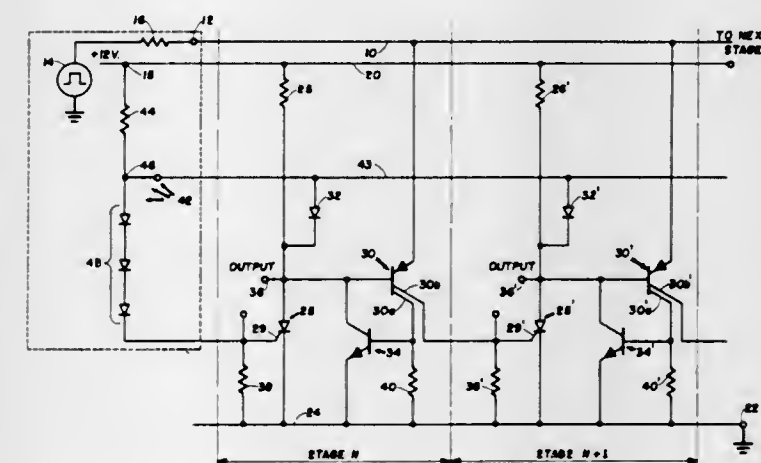 16
12
TO NEX
STAGE
10
+12V.
14
18
20
26
26'
44
46
43
42
32
32'
48
OUTPUT
36
30
30b
30a
OUTPUT
36'
30'
30b'
30a'
28
29
28'
29'
34
34'
38
40
38'
40'
24
22
STAGE N
STAGE N + 1